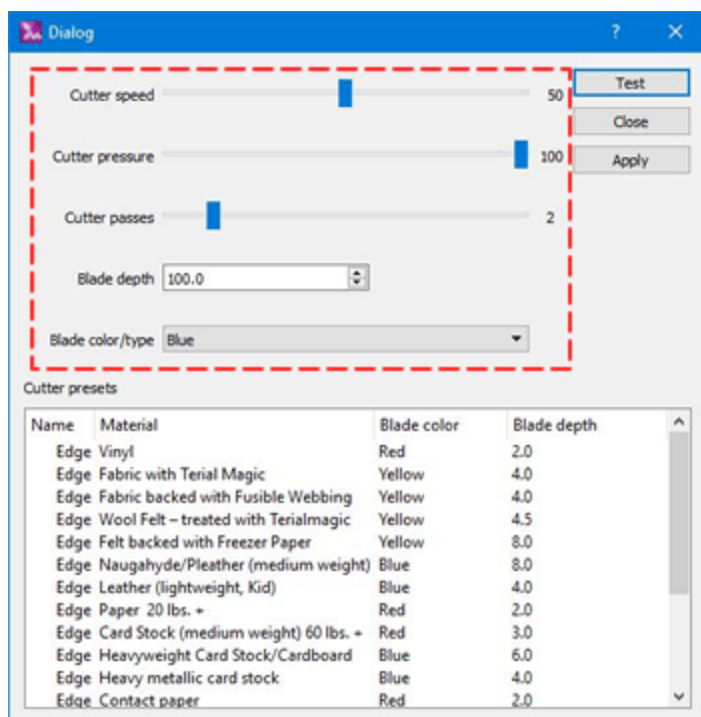 Dialog ? ×
Cutter speed 50 Test
Close
Cutter pressure 100 Apply
Cutter passes 2
Blade depth 100.0
Blade color/type Blue
Cutter presets
Name Material Blade color Blade depth
Edge Vinyl Red 2.0
Edge Fabric with Terial Magic Yellow 4.0
Edge Fabric backed with Fusible Webbing Yellow 4.0
Edge Wool Felt – treated with Terialmagic Yellow 4.5
Edge Felt backed with Freezer Paper Yellow 8.0
Edge Naugahyde/Pleather (medium weight) Blue 8.0
Edge Leather (lightweight, Kid) Blue 4.0
Edge Paper 20 lbs. + Red 2.0
Edge Card Stock (medium weight) 60 lbs. + Red 3.0
Edge Heavyweight Card Stock/Cardboard Blue 6.0
Edge Heavy metallic card stock Blue 4.0
Edge Contact paper Red 2.0